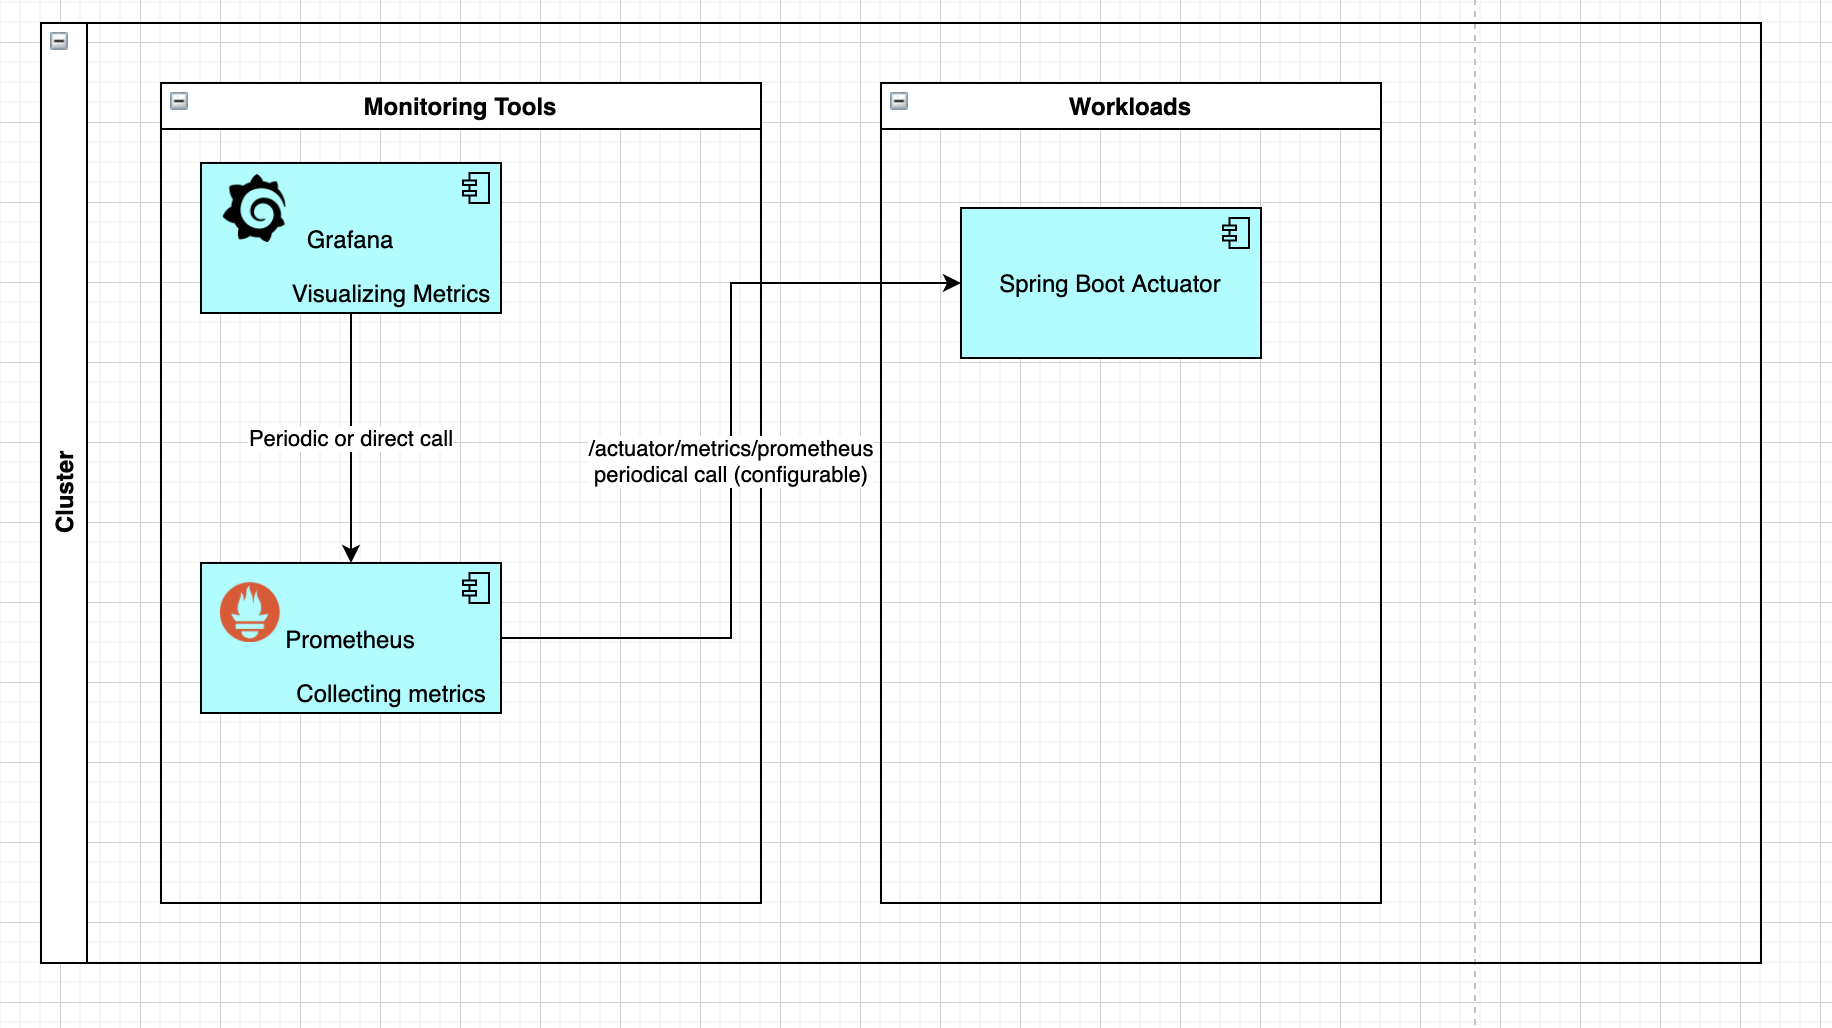 Cluster
Monitoring Tools
Grafana
Visualizing Metrics
Periodic or direct call
Prometheus
Collecting metrics
/actuator/metrics/prometheus
periodical call (configurable)
Workloads
Spring Boot Actuator